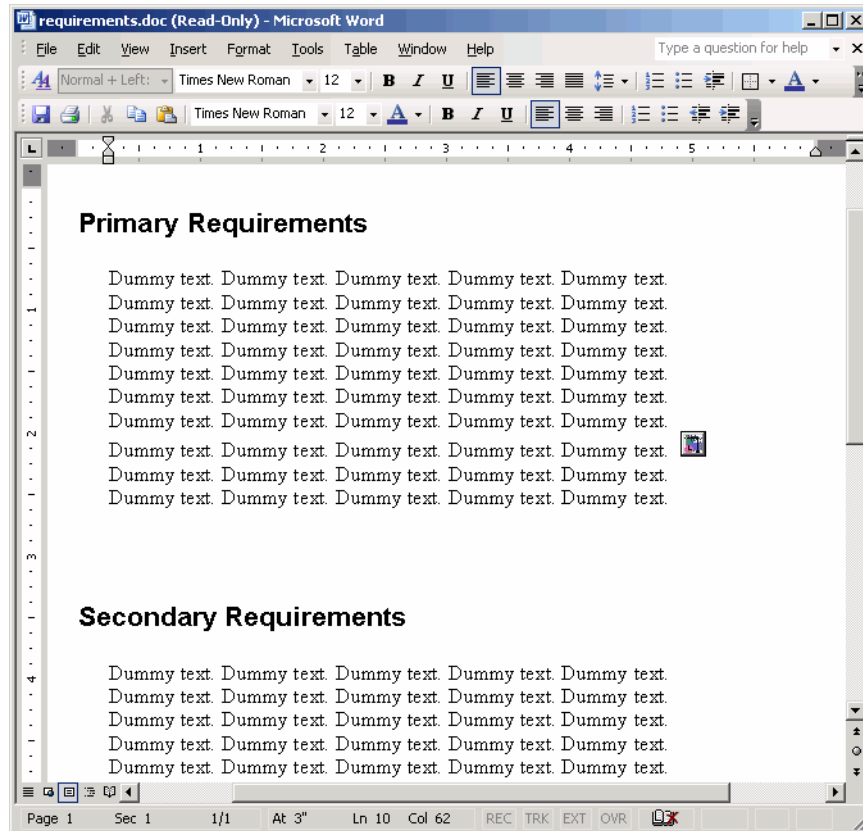 requirements.doc (Read-Only) - Microsoft Word
File Edit View Insert Format Tools Table Window Help Type a question for help
Normal + Left: Times New Roman 12 B I U A
Times New Roman 12 A B I U
L 1 2 3 4 5
Primary Requirements
Dummy text. Dummy text. Dummy text. Dummy text. Dummy text.
Dummy text. Dummy text. Dummy text. Dummy text. Dummy text.
1
Dummy text. Dummy text. Dummy text. Dummy text. Dummy text.
Dummy text. Dummy text. Dummy text. Dummy text. Dummy text.
Dummy text. Dummy text. Dummy text. Dummy text. Dummy text.
Dummy text. Dummy text. Dummy text. Dummy text. Dummy text.
Dummy text. Dummy text. Dummy text. Dummy text. Dummy text.
2
Dummy text. Dummy text. Dummy text. Dummy text. Dummy text.
Dummy text. Dummy text. Dummy text. Dummy text. Dummy text.
Dummy text. Dummy text. Dummy text. Dummy text. Dummy text.
3
Secondary Requirements
Dummy text. Dummy text. Dummy text. Dummy text. Dummy text.
4
Dummy text. Dummy text. Dummy text. Dummy text. Dummy text.
Dummy text. Dummy text. Dummy text. Dummy text. Dummy text.
Dummy text. Dummy text. Dummy text. Dummy text. Dummy text.
Dummy text. Dummy text. Dummy text. Dummy text. Dummy text.
Page 1 Sec 1 1/1 At 3" Ln 10 Col 62 REC TRK EXT OVR